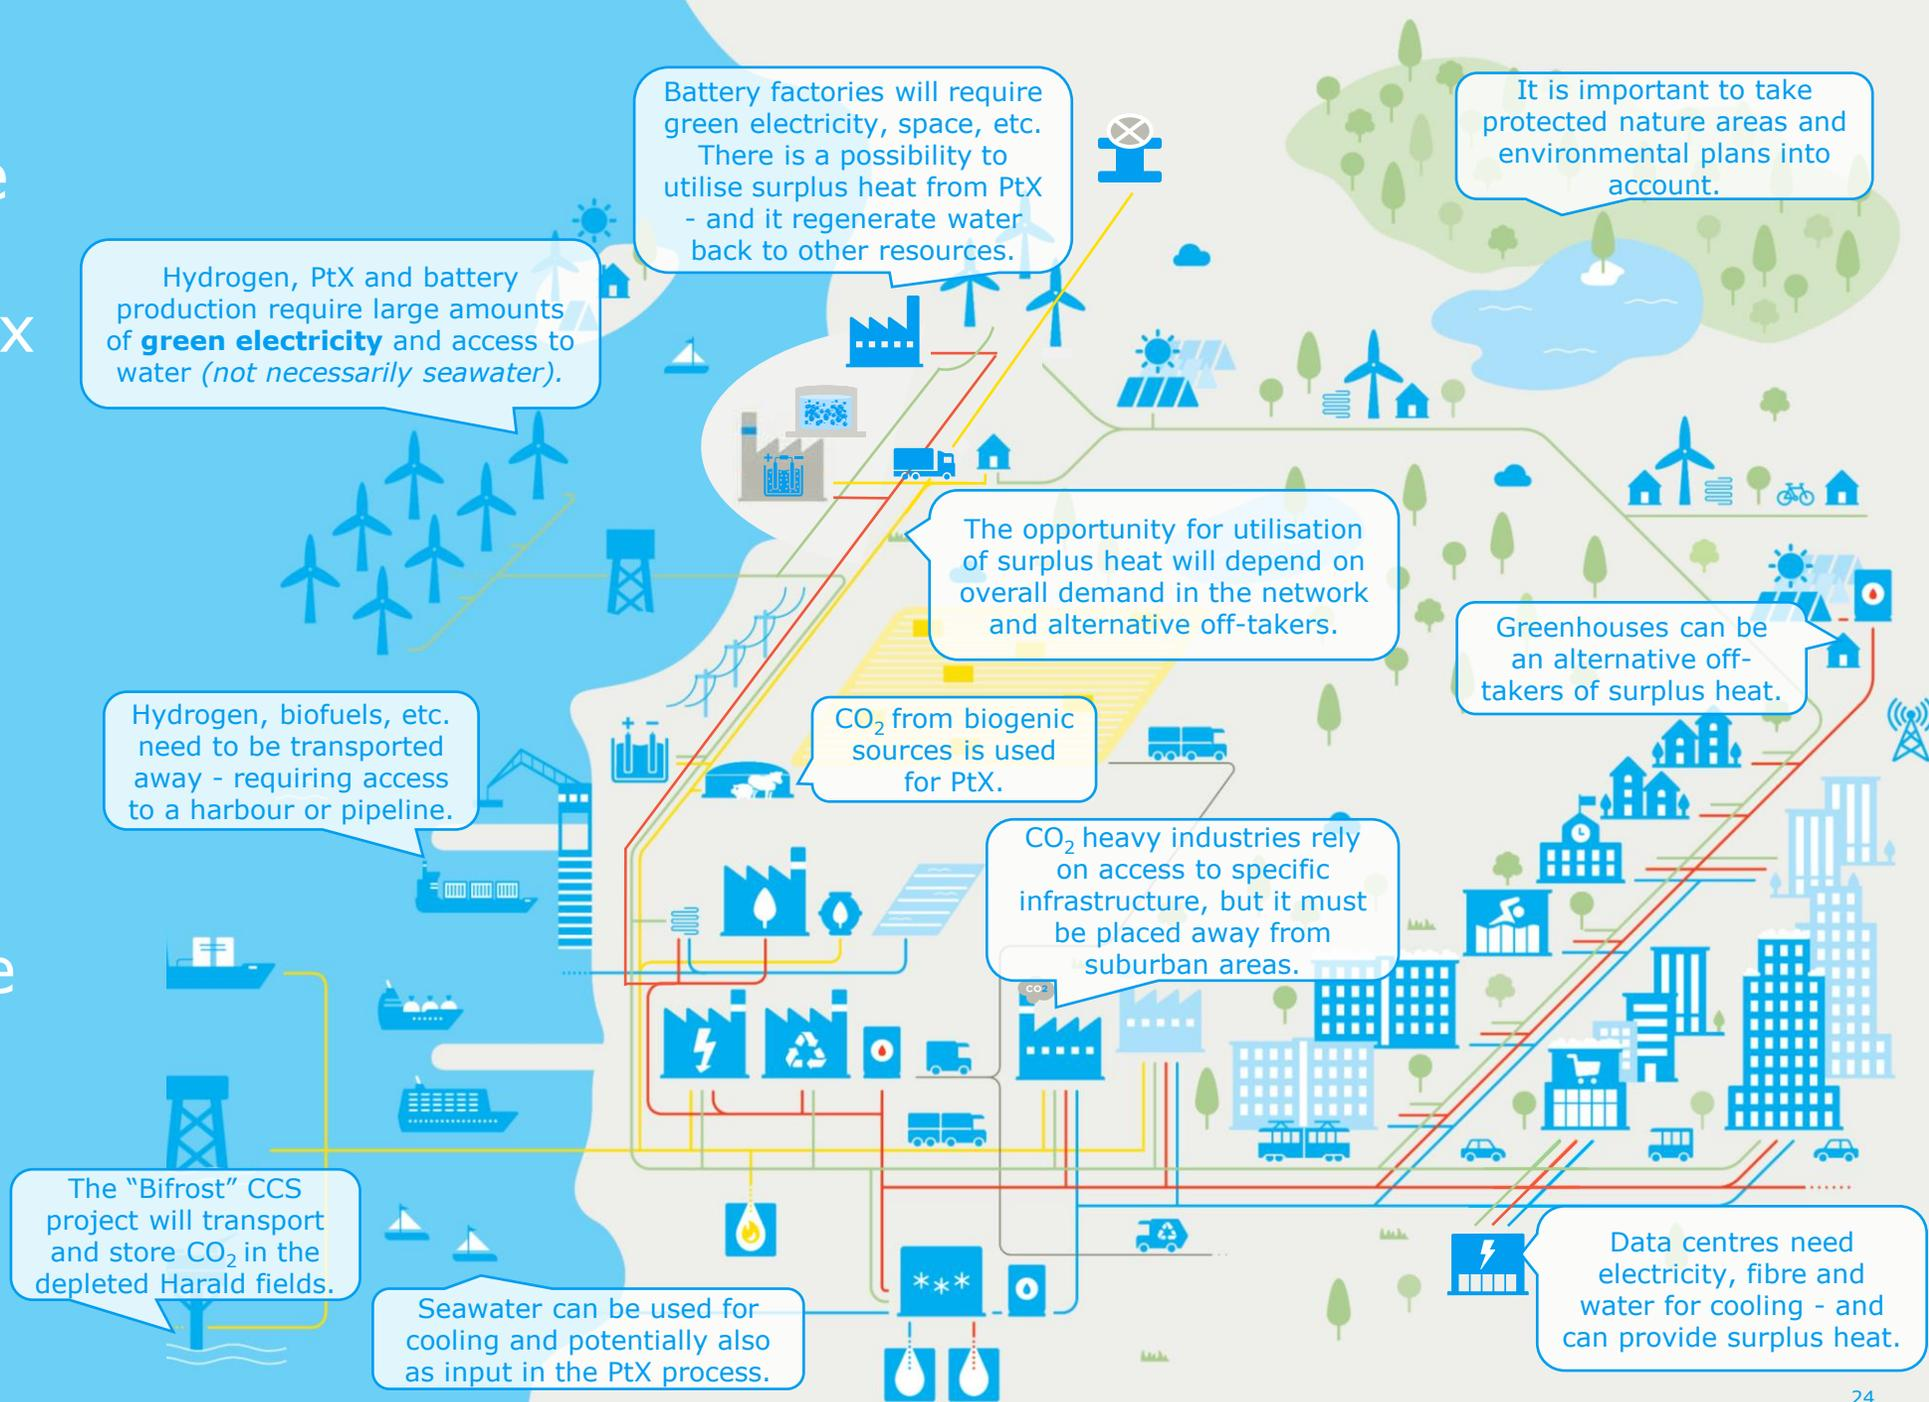 e
x
e
Battery factories will require
green electricity, space, etc.
There is a possibility to
utilise surplus heat from PtX
- and it regenerate water
back to other resources.
It is important to take
protected nature areas and
environmental plans into
account.
Hydrogen, PtX and battery
production require large amounts
of green electricity and access to
water (not necessarily seawater).
The opportunity for utilisation
of surplus heat will depend on
overall demand in the network
and alternative off-takers.
Greenhouses can be
an alternative off-
takers of surplus heat.
Hydrogen, biofuels, etc.
need to be transported
away - requiring access
to a harbour or pipeline.
CO₂ from biogenic
sources is used
for PtX.
CO₂ heavy industries rely
on access to specific
infrastructure, but it must
be placed away from
suburban areas.
CO2
The “Bifrost” CCS
project will transport
and store CO₂ in the
depleted Harald fields.
Seawater can be used for
cooling and potentially also
as input in the PtX process.
Data centres need
electricity, fibre and
water for cooling - and
can provide surplus heat.
24